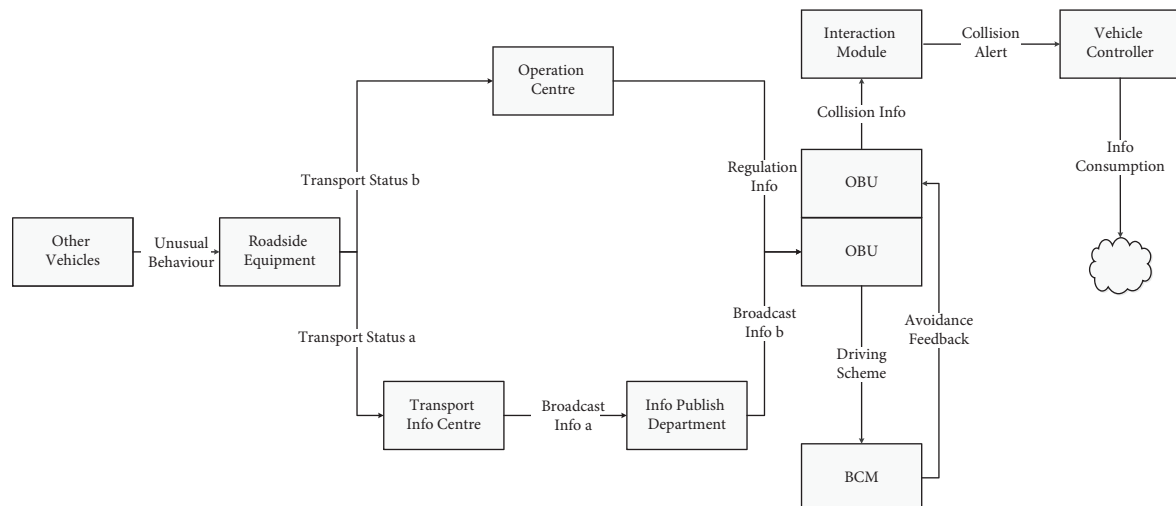 Interaction
Module
Collision
Alert
Vehicle
Controller
Operation
Centre
Collision Info
Info
Consumption
Transport Status b
Regulation
Info
OBU
Other
Vehicles
Unusual
Behaviour
Roadside
Equipment
OBU
Transport Status a
Broadcast
Info b
Avoidance
Feedback
Driving
Scheme
Transport
Info Centre
Broadcast
Info a
Info Publish
Department
BCM